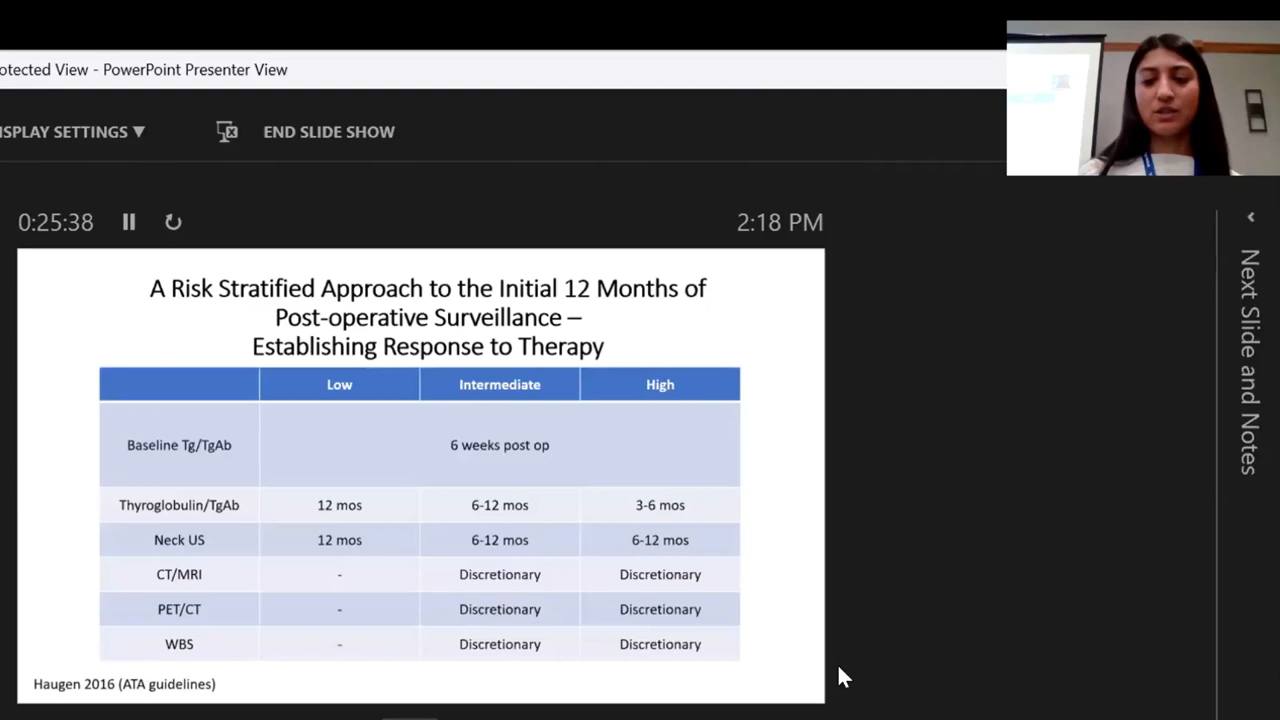 otected View - PowerPoint Presenter View
ISPLAY SETTINGS ▼
END SLIDE SHOW
0:25:38
2:18 PM
A Risk Stratified Approach to the Initial 12 Months of
Post-operative Surveillance –
Establishing Response to Therapy
Low Intermediate High
Baseline Tg/TgAb 6 weeks post op
Thyroglobulin/TgAb 12 mos 6-12 mos 3-6 mos
Neck US 12 mos 6-12 mos 6-12 mos
CT/MRI - Discretionary Discretionary
PET/CT - Discretionary Discretionary
WBS - Discretionary Discretionary
Haugen 2016 (ATA guidelines)
Next Slide and Notes